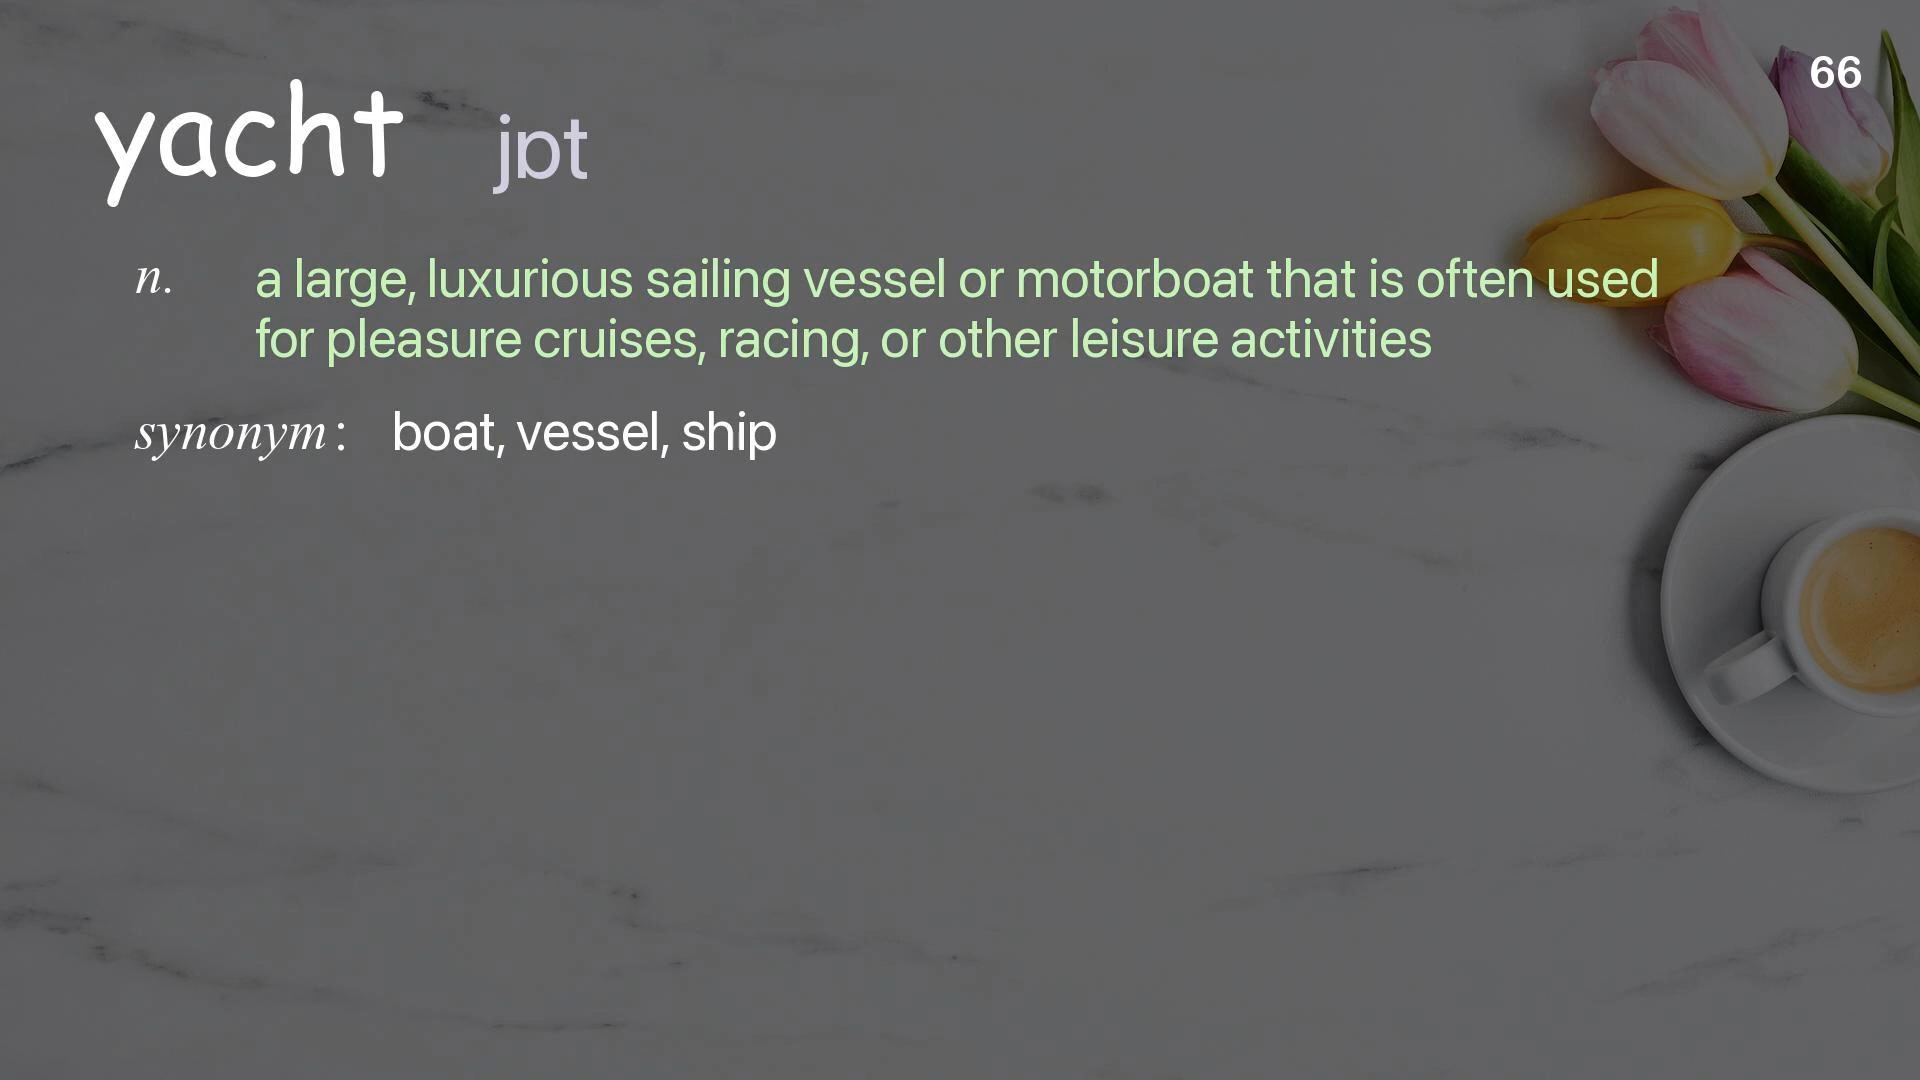 66
yacht jɒt
n. a large, luxurious sailing vessel or motorboat that is often used
for pleasure cruises, racing, or other leisure activities
synonym : boat, vessel, ship